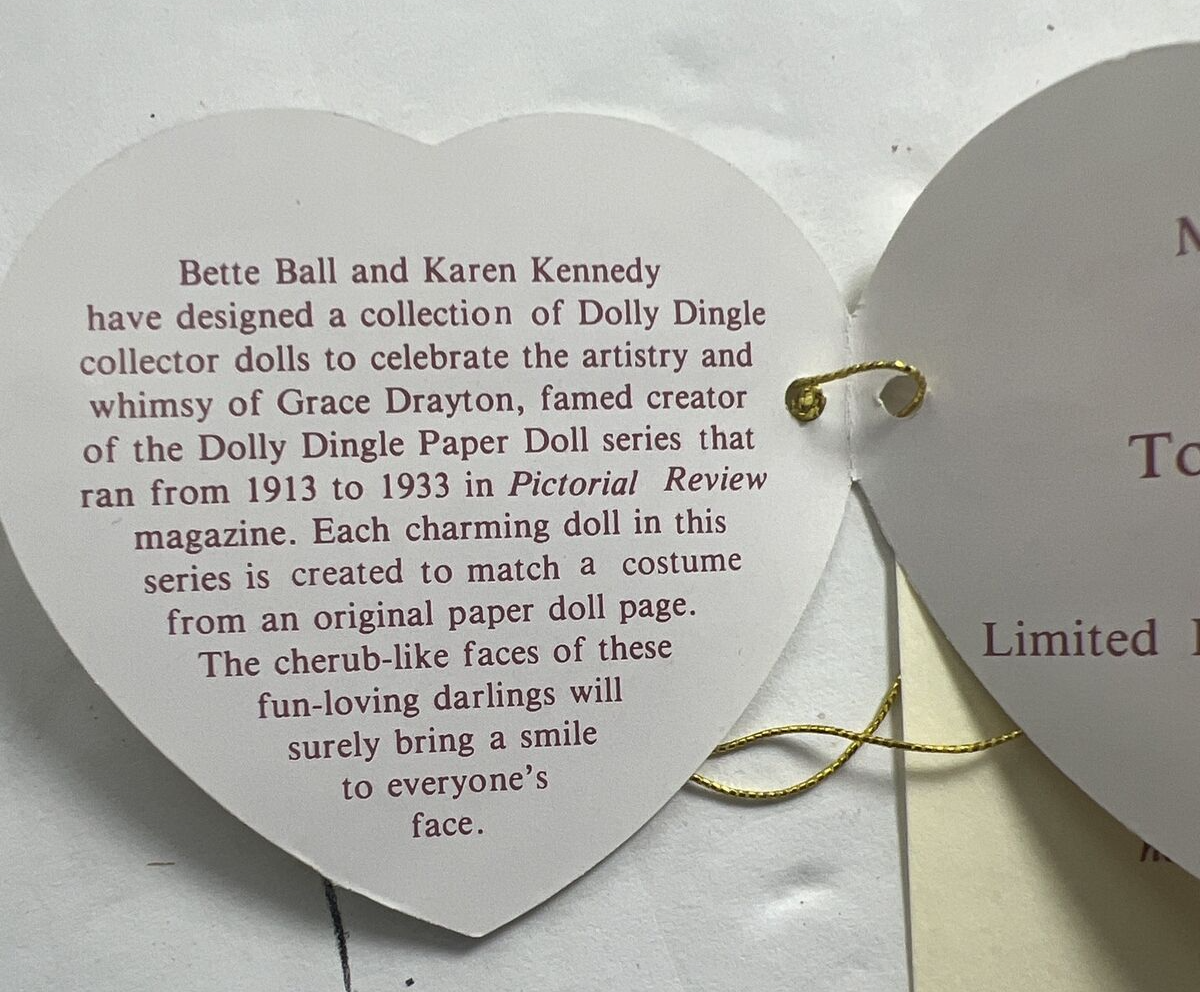 Bette Ball and Karen Kennedy
have designed a collection of Dolly Dingle
collector dolls to celebrate the artistry and
whimsy of Grace Drayton, famed creator
of the Dolly Dingle Paper Doll series that
ran from 1913 to 1933 in Pictorial Review
magazine. Each charming doll in this
series is created to match a costume
from an original paper doll page.
The cherub-like faces of these
fun-loving darlings will
surely bring a smile
to everyone's
face.
Limited